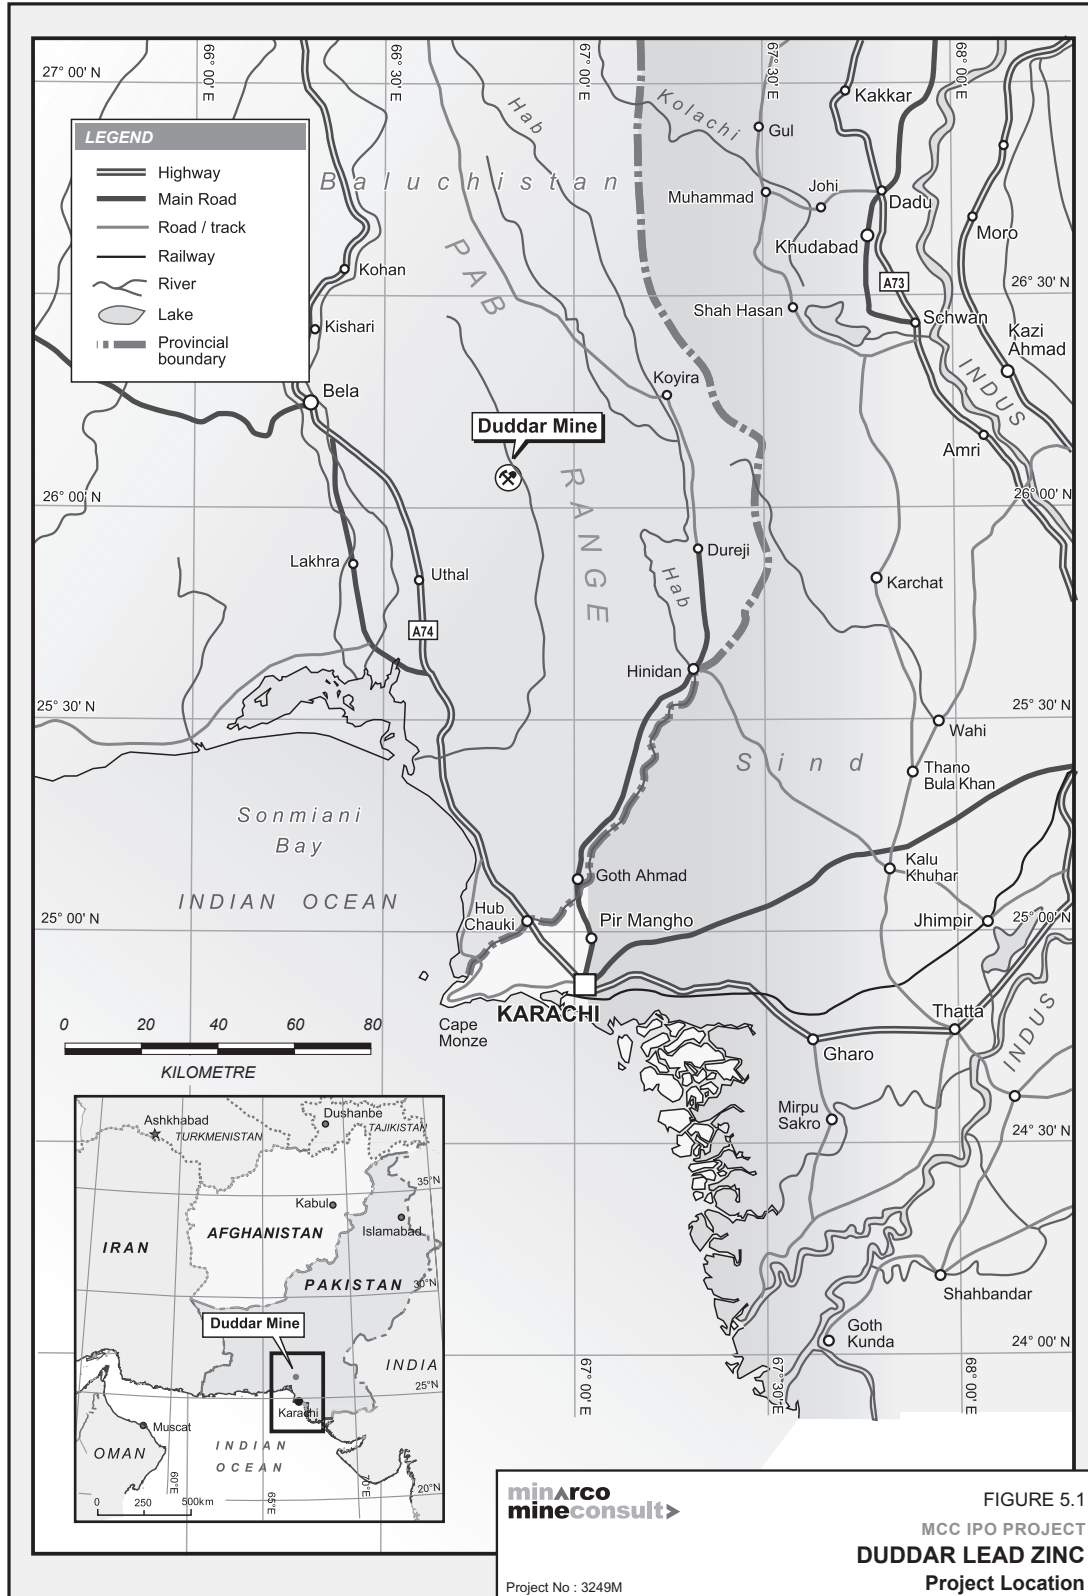 66° 00' E
66° 30' E
67° 00' E
67° 30' E
68° 00' E
27° 00' N
LEGEND
Highway
Main Road
Road / track
Railway
River
Lake
Provincial
boundary
Hab
Kolachi
Kakkar
Gul
Baluchistan
Muhammad
Johi
Dadu
Moro
Khudabad
PAB
Kohan
A73
26° 30' N
Shah Hasan
Schwan
Kishari
Kazi
Ahmad
INDUS
Koyira
Bela
Duddar Mine
Amri
RANGE
26° 00' N
26° 00' N
Dureji
Lakhra
Uthal
Hab
Karchat
A74
Hinidan
25° 30' N
25° 30' N
Wahi
Sind
Thano
Bula Khan
Sonmiani
Bay
Kalu
Khuhar
Goth Ahmad
INDIAN OCEAN
Hub
Chauki
Pir Mangho
Jhimpir
25° 00' N
25° 00' N
KARACHI
Thatta
INDUS
Cape
Monze
Gharo
0 20 40 60 80
KILOMETRE
Mirpu
Sakro
24° 30' N
Shahbandar
Goth
Kunda
24° 00' N
67° 00' E
67° 30' E
68° 00' E
Ashkhabad
Dushanbe
TURKMENISTAN
TAJIKISTAN
35°N
Kabul
Islamabad
AFGHANISTAN
IRAN
PAKISTAN
30°N
Duddar Mine
INDIA
25°N
Karachi
Muscat
OMAN
INDIAN
OCEAN
60°E
65°E
70°E
20°N
0 250 500km
minarco
mineconsult>
FIGURE 5.1
MCC IPO PROJECT
DUDDAR LEAD ZINC
Project Location
Project No : 3249M